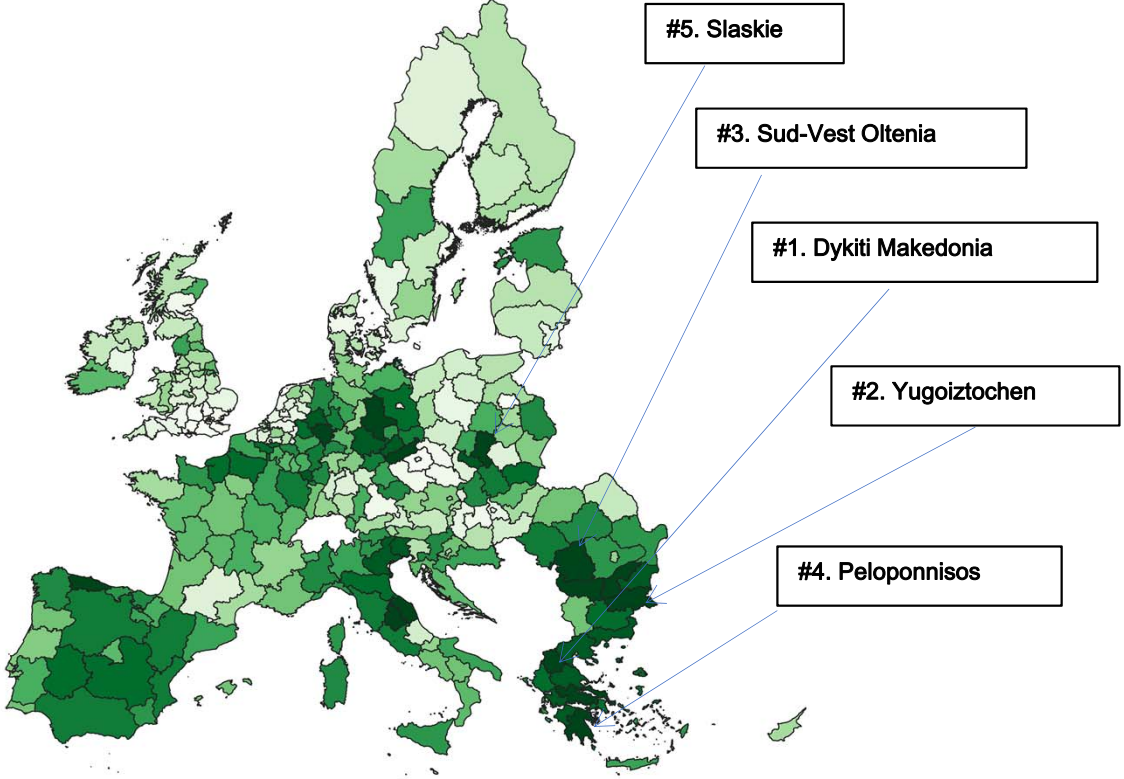 #5. Slaskie
#3. Sud-Vest Oltenia
#1. Dykiti Makedonia
#2. Yugoiztochen
#4. Peloponnisos